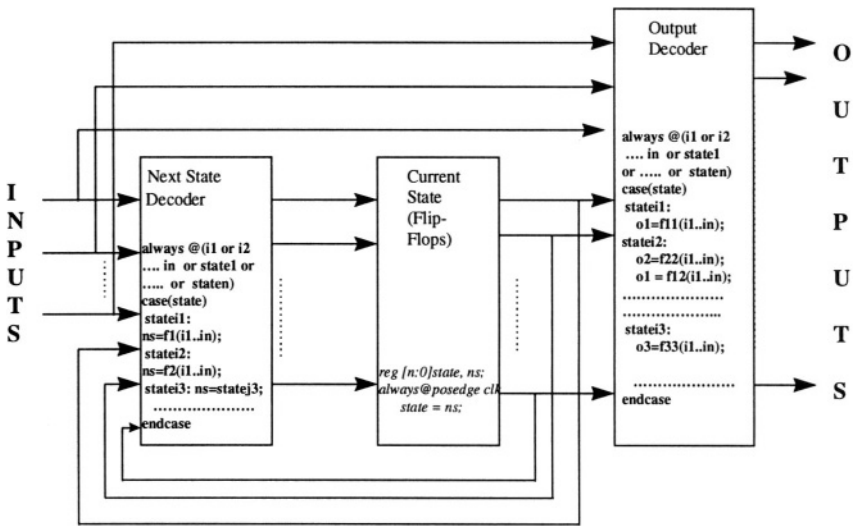 INPUTS
Next State
Decoder
always @(i1 or i2
.... in or state1 or
..... or staten)
case(state)
statei1:
ns=f1(i1..in);
statei2:
ns=f2(i1..in);
statei3: ns=statej3;
.....................
endcase
Current
State
(Flip-
Flops)
reg [n:0]state, ns;
always@posedge clk
state = ns;
Output
Decoder
always @(i1 or i2
.... in or state1
or ..... or staten)
case(state)
statei1:
o1=f11(i1..in);
statei2:
o2=f22(i1..in);
o1 = f12(i1..in);
.....................
....................
statei3:
o3=f33(i1..in);
.....................
endcase
OUTPUTS